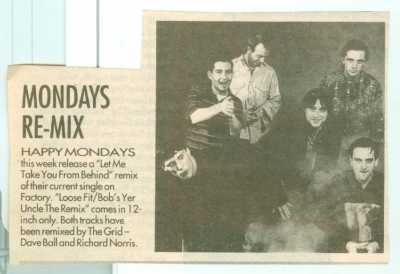 MONDAYS
RE-MIX
HAPPY MONDAYS
this week release a "Let Me
Take You From Behind" remix
of their current single on
Factory. "Loose Fit/Bob's Yer
Uncle The Remix" comes in 12-
inch only. Both tracks have
been remixed by The Grid –
Dave Ball and Richard Norris.